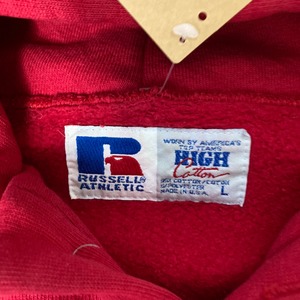 RUSSELL
ATHLETIC
WORN BY AMERICA'S
TOP TEAMS
HIGH
Cotton
MADE IN U.S.A.
L